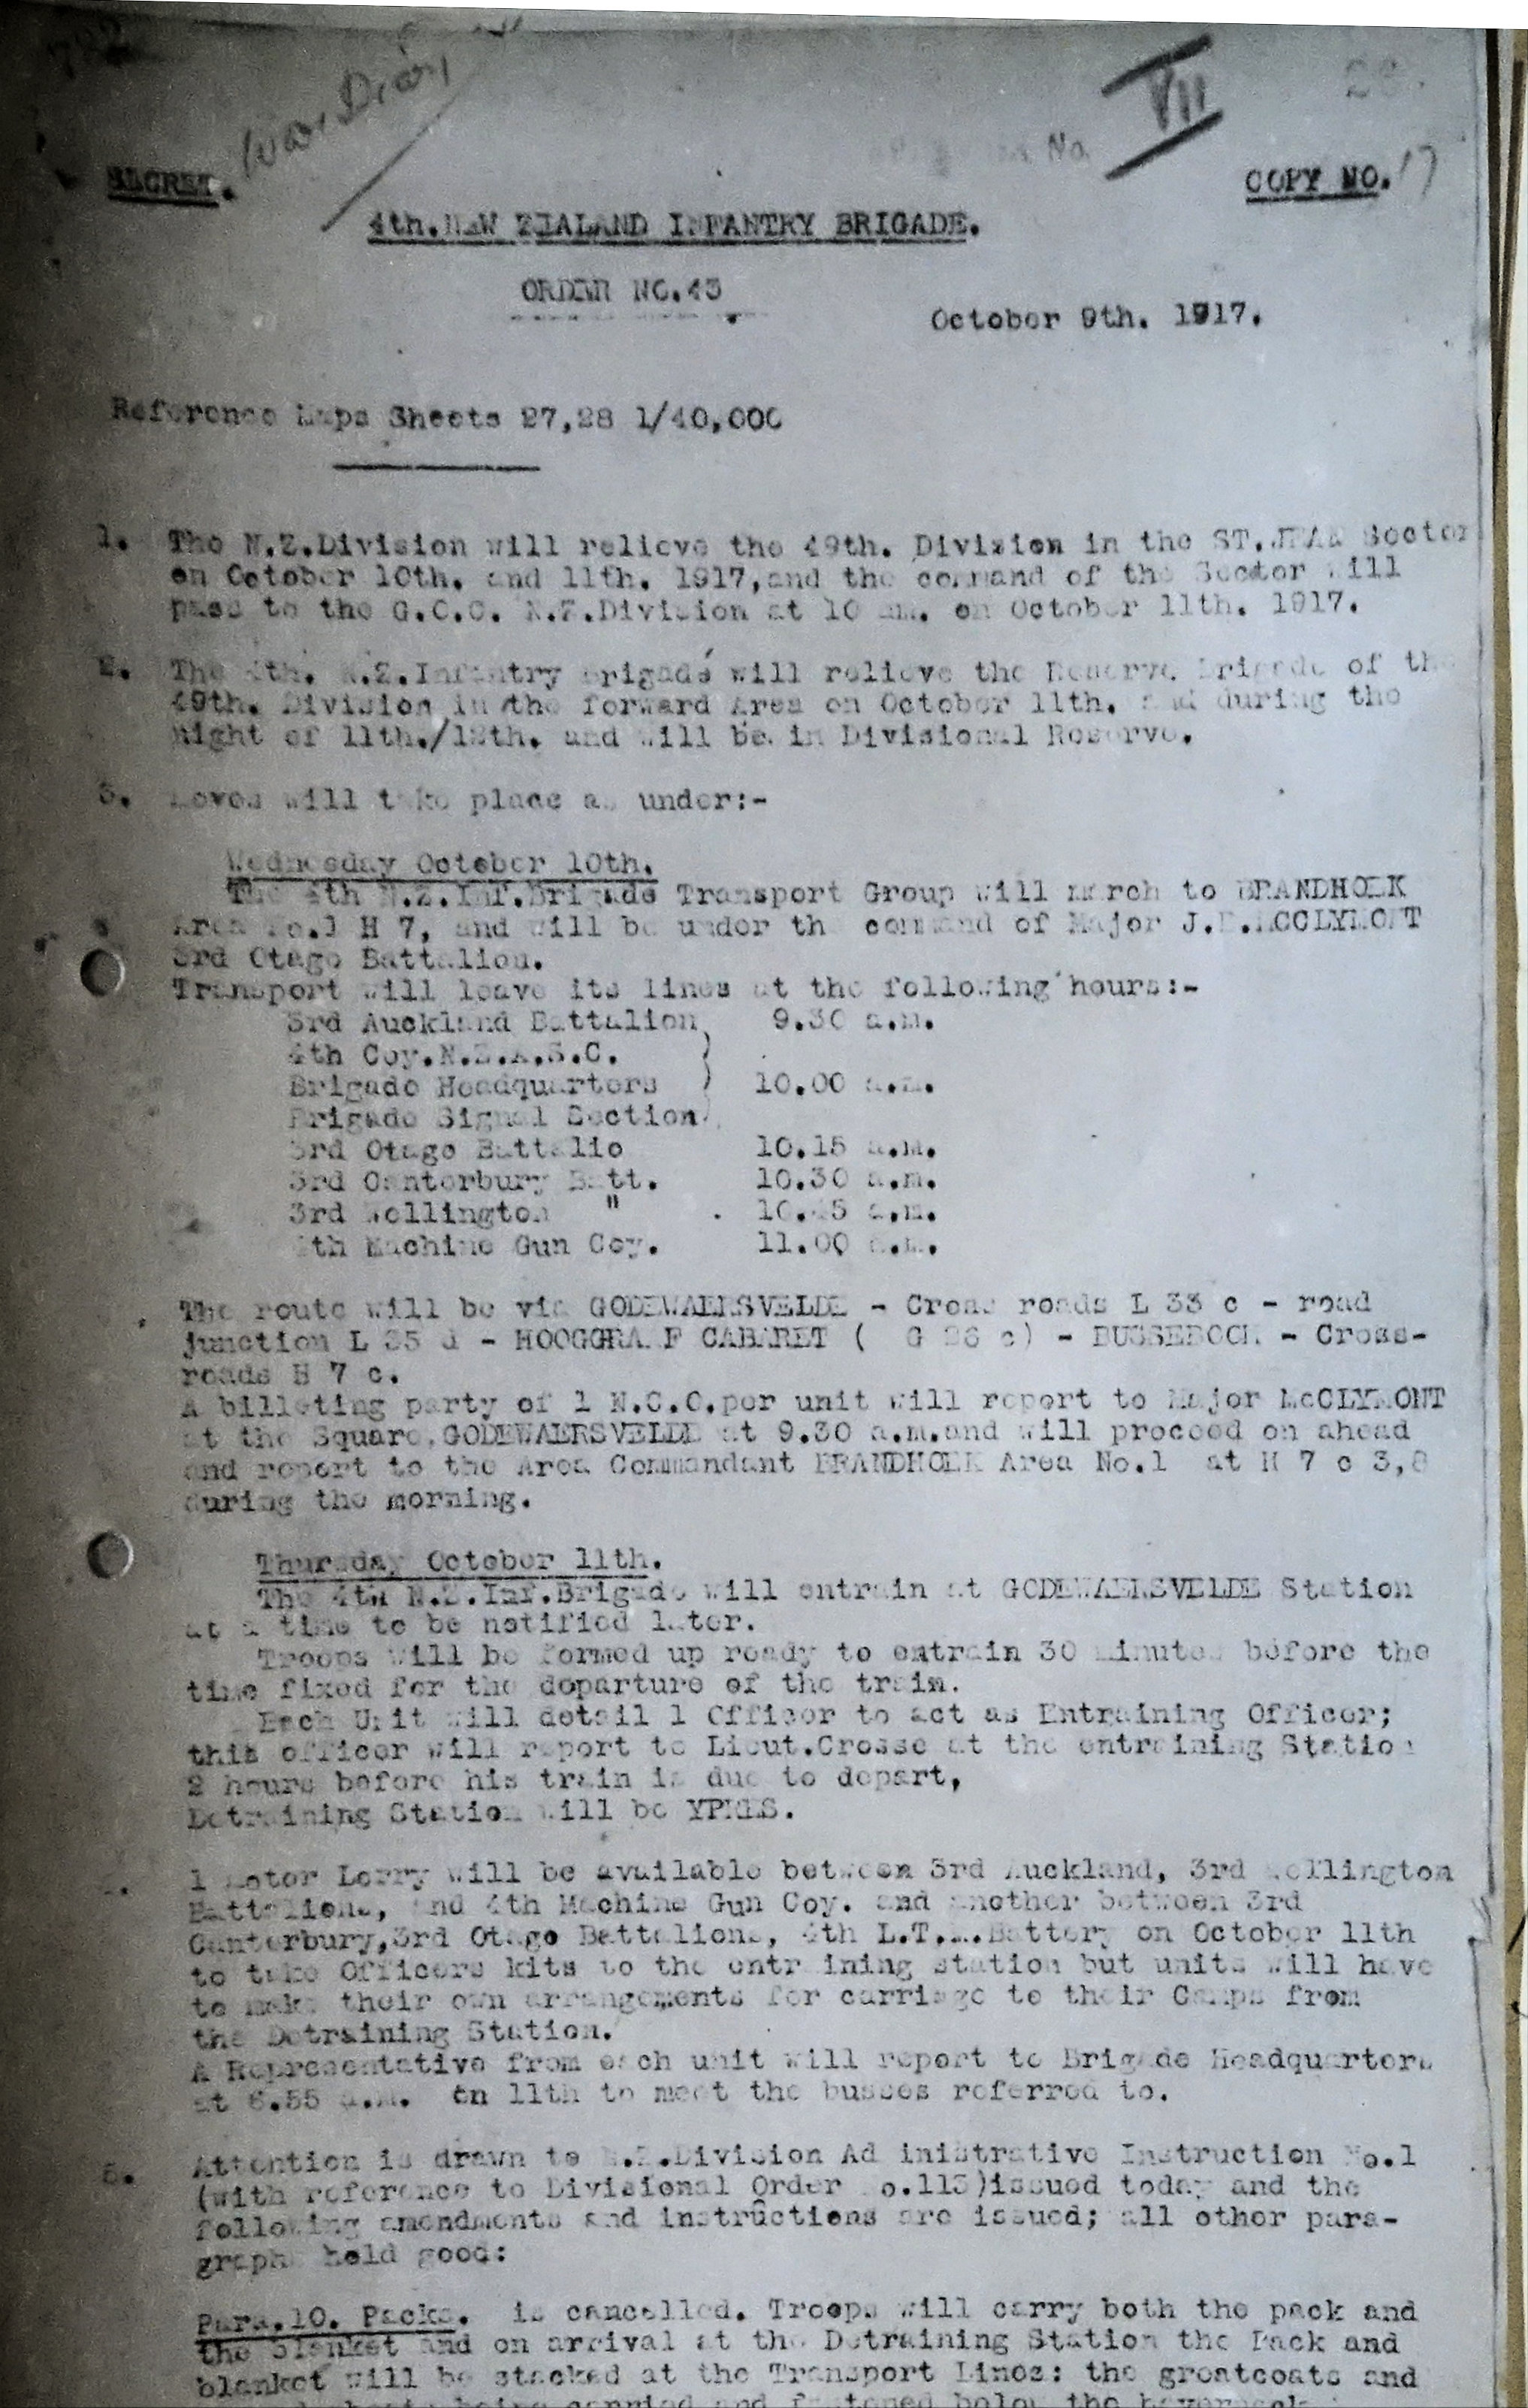 War Diary
VII
SECRET.
No
COPY NO. 17
4th. NEW ZEALAND INFANTRY BRIGADE.
ORDER NO.43
October 9th. 1917.
Reference Maps Sheets 27,28 1/40,000
1. The N.Z.Division will relieve the 49th. Division in the ST.JEAN Sector
on October 10th. and 11th. 1917,and the command of the Sector will
pass to the G.O.C. N.Z.Division at 10 am. on October 11th. 1917.
2. The 4th. N.Z.Infantry Brigade will relieve the Reserve Brigade of the
49th. Division in the forward Area on October 11th. and during the
night of 11th./12th. and will be in Divisional Reserve.
3. Moves will take place as under:-
Wednesday October 10th.
The 4th N.Z.Inf.Brigade Transport Group will march to BRANDHOEK
Area No.1 H 7, and will be under the command of Major J. .McCLYMONT
3rd Otago Battalion.
Transport will leave its lines at the following hours:-
3rd Auckland Battalion 9.30 a.m.
4th Coy.N.Z.A.S.C. )
Brigade Headquarters ) 10.00 a.m.
Brigade Signal Section
3rd Otago Battalio 10.15 a.m.
3rd Canterbury Batt. 10.30 a.m.
3rd Wellington " 10.45 a.m.
4th Machine Gun Coy. 11.00 a.m.
The route will be via GODEWAERSVELDE - Cross roads L 33 c - road
junction L 35 d - HOOGGRAAF CABARET ( G 26 c) - BUSSEBOOM - Cross-
roads H 7 c.
A billeting party of 1 N.C.O.per unit will report to Major McCLYMONT
at the Square,GODEWAERSVELDE at 9.30 a.m.and will proceed on ahead
and report to the Area Commandant BRANDHOEK Area No.1 at H 7 c 3,8
during the morning.
Thursday October 11th.
The 4th N.Z.Inf.Brigade will entrain at GODEWAERSVELDE Station
at a time to be notified later.
Troops will be formed up ready to entrain 30 minutes before the
time fixed for the departure of the train.
Each Unit will detail 1 Officer to act as Entraining Officer;
this officer will report to Lieut.Crosse at the entraining Station
2 hours before his train is due to depart,
Detraining Station will be YPRES.
4. 1 Motor Lorry will be available between 3rd Auckland, 3rd Wellington
Battalions, and 4th Machine Gun Coy. and another between 3rd
Canterbury,3rd Otago Battalions, 4th L.T.M.Battery on October 11th
to take Officers kits to the entraining station but units will have
to make their own arrangements for carriage to their Camps from
the Detraining Station.
A Representative from each unit will report to Brigade Headquarters
at 6.55 a.m. on 11th to meet the busses referred to.
5. Attention is drawn to N.Z.Division Ad inistrative Instruction No.1
(with reference to Divisional Order No.113)issued today and the
following amendments and instructions are issued; all other para-
graphs hold good:
Para.10. Packs. is cancelled. Troops will carry both the pack and
the blanket and on arrival at the Detraining Station the Pack and
blanket will be stacked at the Transport Lines: the greatcoats and
being carried and fastened below the haversack